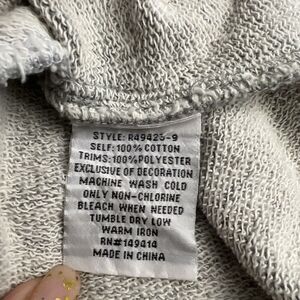 STYLE: R49425-9
SELF: 100% COTTON
TRIMS: 100% POLYESTER
EXCLUSIVE OF DECORATION
MACHINE WASH COLD
ONLY NON-CHLORINE
BLEACH WHEN NEEDED
TUMBLE DRY LOW
WARM IRON
RN#149414
MADE IN CHINA